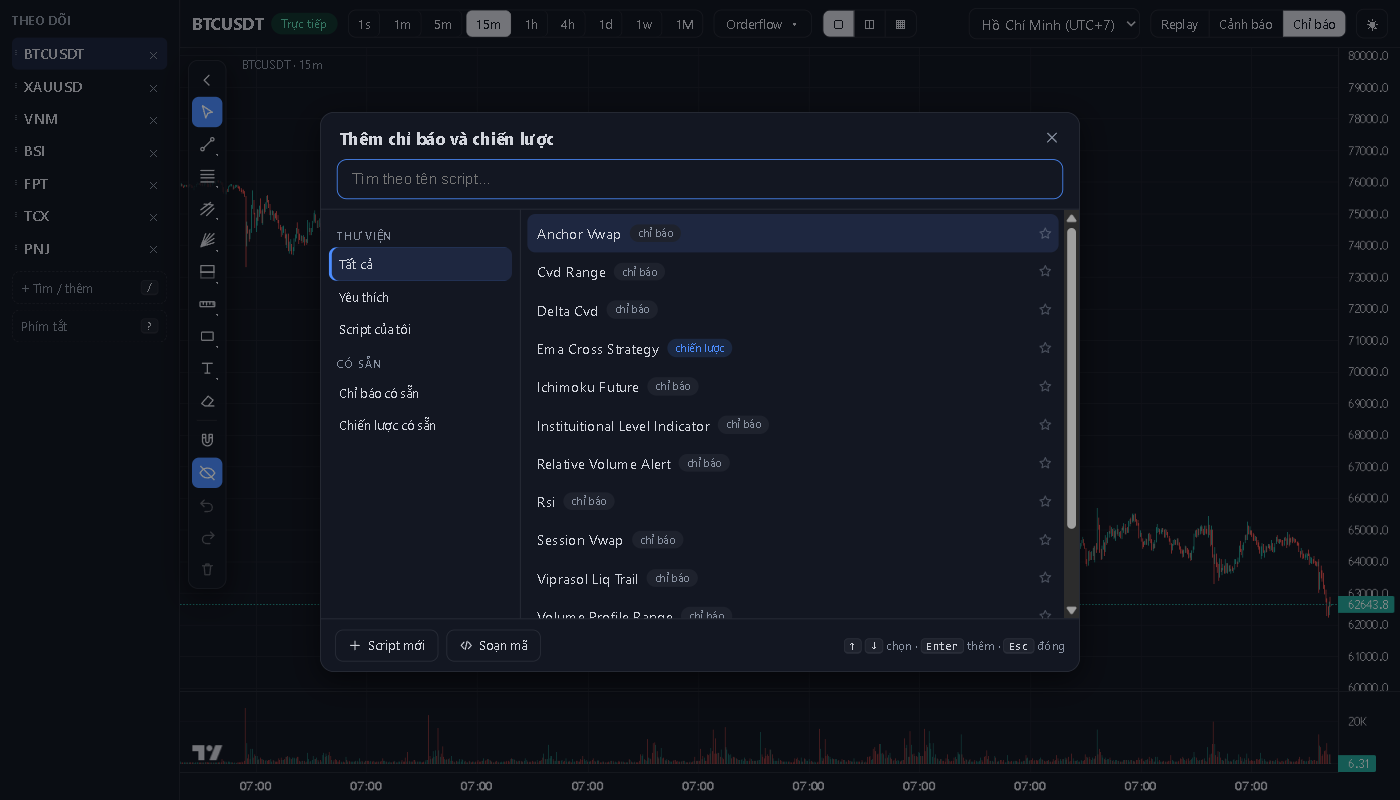 THEO DÕI
BTCUSDT ×
XAUUSD ×
VNM ×
BSI ×
FPT ×
TCX ×
PNJ ×
+ Tìm / thêm /
Phím tắt ?
BTCUSDT Trực tiếp 1s 1m 5m 15m 1h 4h 1d 1w 1M Orderflow Hồ Chí Minh (UTC+7) Replay Cảnh báo Chỉ báo
BTCUSDT · 15m
Thêm chỉ báo và chiến lược
Tìm theo tên script...
THƯ VIỆN
Tất cả
Yêu thích
Script của tôi
CÓ SẴN
Chỉ báo có sẵn
Chiến lược có sẵn
Anchor Vwap chỉ báo
Cvd Range chỉ báo
Delta Cvd chỉ báo
Ema Cross Strategy chiến lược
Ichimoku Future chỉ báo
Instituitional Level Indicator chỉ báo
Relative Volume Alert chỉ báo
Rsi chỉ báo
Session Vwap chỉ báo
Viprasol Liq Trail chỉ báo
Volume Profile Range chỉ báo
+ Script mới </> Soạn mã ↑ ↓ chọn · Enter thêm · Esc đóng
80000.0
79000.0
78000.0
77000.0
76000.0
75000.0
74000.0
73000.0
72000.0
71000.0
70000.0
69000.0
68000.0
67000.0
66000.0
65000.0
64000.0
63000.0
62643.8
62000.0
61000.0
60000.0
20K
6.31
07:00 07:00 07:00 07:00 07:00 07:00 07:00 07:00 07:00 07:00